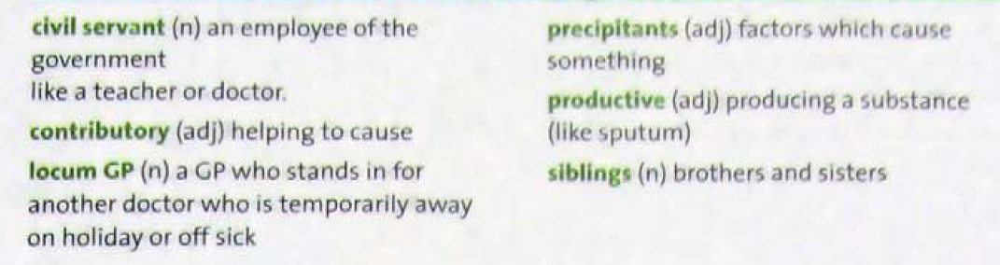 civil servant (n) an employee of the
government
like a teacher or doctor.
contributory (adj) helping to cause
locum GP (n) a GP who stands in for
another doctor who is temporarily away
on holiday or off sick
precipitants (adj) factors which cause
something
productive (adj) producing a substance
(like sputum)
siblings (n) brothers and sisters